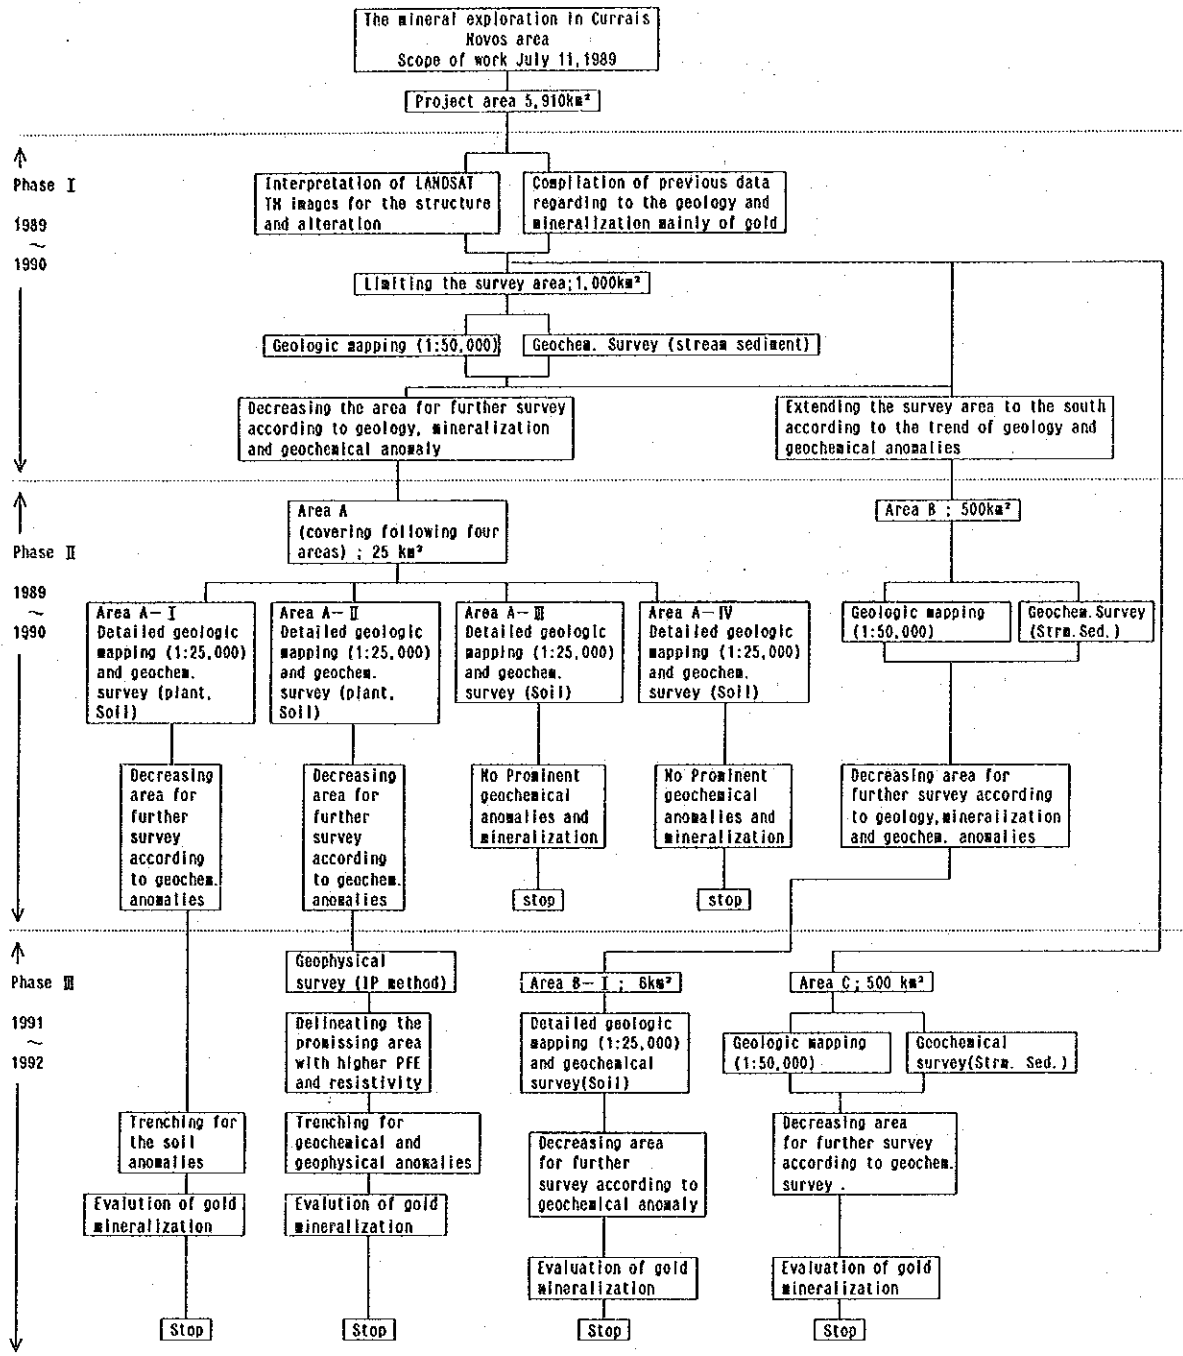 The mineral exploration in Currais
Novos area
Scope of work July 11,1989
Project area 5,910km²
Phase I
1989
~
1990
Interpretation of LANDSAT
TM images for the structure
and alteration
Compilation of previous data
regarding to the geology and
mineralization mainly of gold
Limiting the survey area;1,000km²
Geologic mapping (1:50,000)
Geochem. Survey (stream sediment)
Decreasing the area for further survey
according to geology, mineralization
and geochemical anomaly
Extending the survey area to the south
according to the trend of geology and
geochemical anomalies
Phase II
1989
~
1990
Area A
(covering following four
areas) ; 25 km²
Area B ; 500km²
Area A-I
Detailed geologic
mapping (1:25,000)
and geochem.
survey (plant,
Soil)
Area A-II
Detailed geologic
mapping (1:25,000)
and geochem.
survey (plant,
Soil)
Area A-III
Detailed geologic
mapping (1:25,000)
and geochem.
survey (Soil)
Area A-IV
Detailed geologic
mapping (1:25,000)
and geochem.
survey (Soil)
Geologic mapping
(1:50,000)
Geochem.Survey
(Strm.Sed.)
Decreasing
area for
further
survey
according
to geochem.
anomalies
Decreasing
area for
further
survey
according
to geochem.
anomalies
No Prominent
geochemical
anomalies and
mineralization
No Prominent
geochemical
anomalies and
mineralization
Decreasing area for
further survey according
to geology,mineralization
and geochem. anomalies
stop
stop
Phase III
1991
~
1992
Geophysical
survey (IP method)
Area B-I ; 6km²
Area C ; 500 km²
Delineating the
promissing area
with higher PFE
and resistivity
Detailed geologic
mapping (1:25,000)
and geochemical
survey(Soil)
Geologic mapping
(1:50,000)
Geochemical
survey(Strm. Sed.)
Trenching for
the soil
anomalies
Trenching for
geochemical and
geophysical anomalies
Decreasing area
for further
survey according to
geochemical anomaly
Decreasing area
for further survey
according to geochem.
survey .
Evalution of gold
mineralization
Evalution of gold
mineralization
Evaluation of gold
mineralization
Evaluation of gold
mineralization
Stop
Stop
Stop
Stop